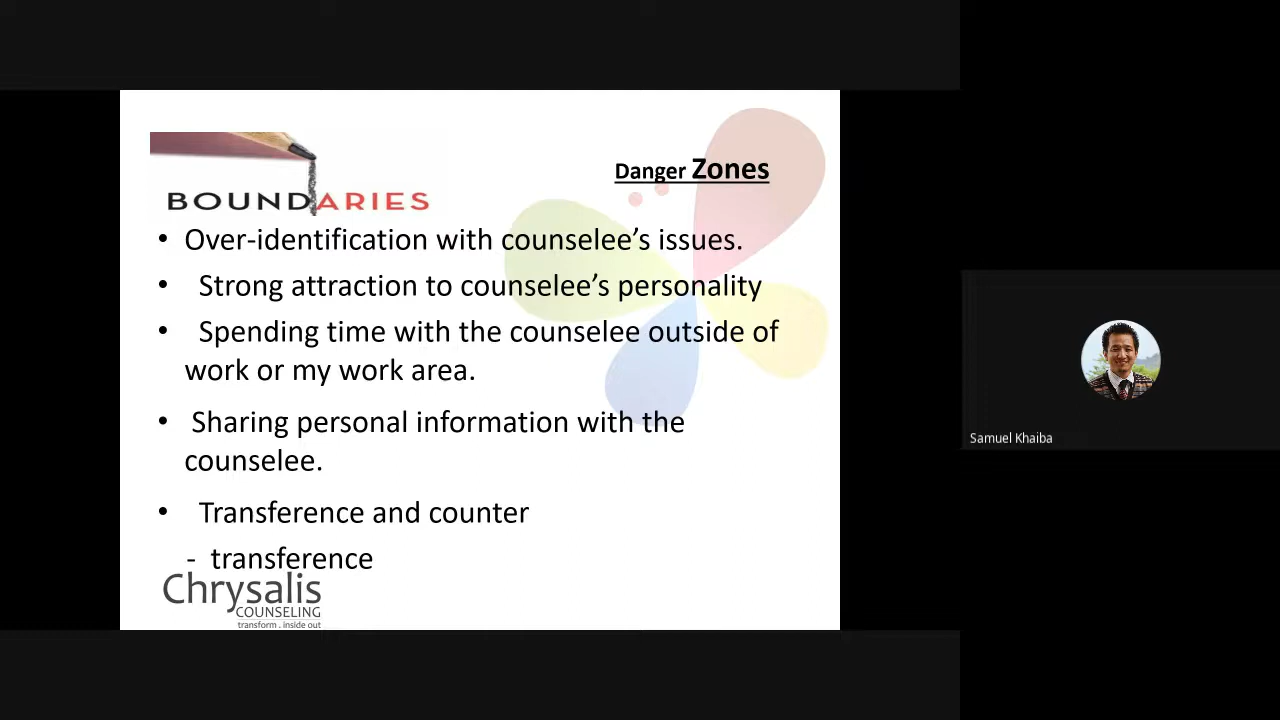 Danger Zones
BOUNDARIES
• Over-identification with counselee’s issues.
• Strong attraction to counselee’s personality
• Spending time with the counselee outside of
work or my work area.
• Sharing personal information with the
counselee.
• Transference and counter
- transference
Chrysalis
COUNSELING
transform . inside out
Samuel Khaiba